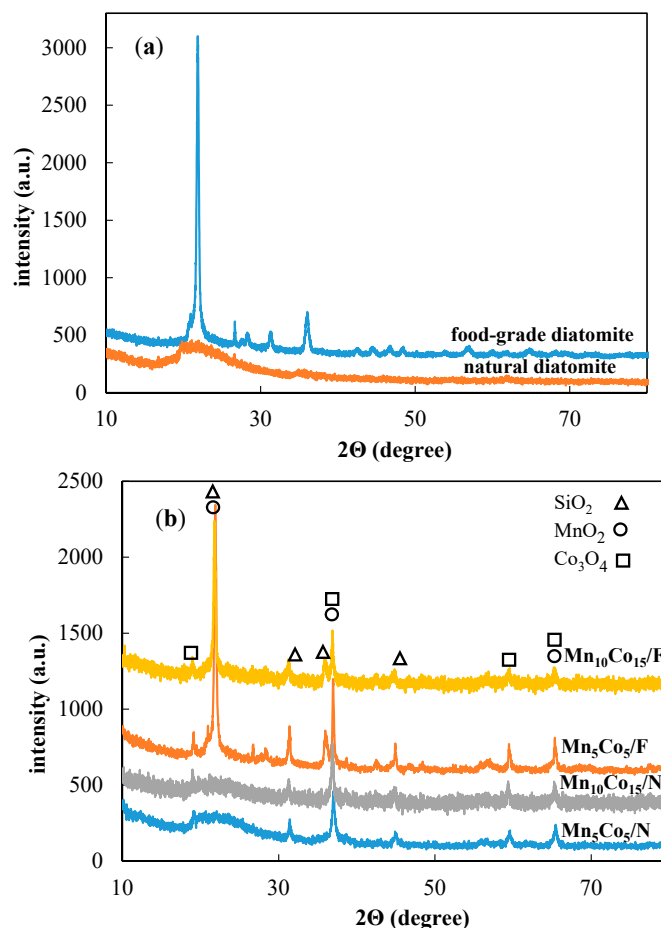 (a)
3000
2500
2000
1500
1000
500
0
intensity (a.u.)
food-grade diatomite
natural diatomite
10 30 50 70
2Θ (degree)
(b)
2500
2000
1500
1000
500
0
intensity (a.u.)
SiO₂
MnO₂
Co₃O₄
Mn₁₀Co₁₅/F
Mn₅Co₅/F
Mn₁₀Co₁₅/N
Mn₅Co₅/N
10 30 50 70
2Θ (degree)